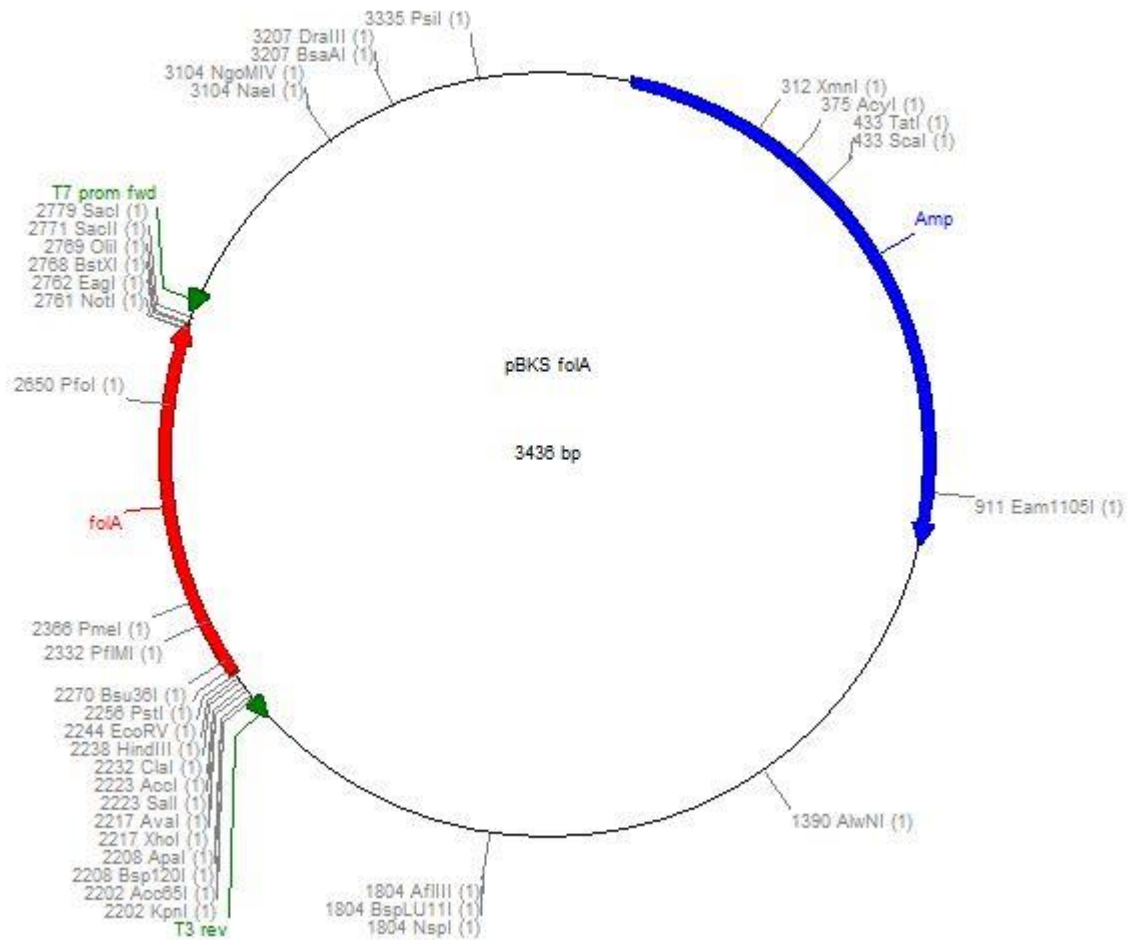 3335 PsiI (1)
3207 DraIII (1)
3207 BsaAI (1)
3104 NgoMIV (1)
3104 NaeI (1)
312 XmnI (1)
375 AcyI (1)
433 TatI (1)
433 ScaI (1)
Amp
T7 prom fwd
2779 SacI (1)
2771 SacII (1)
2769 OliI (1)
2768 BstXI (1)
2762 EagI (1)
2761 NotI (1)
pBKS folA
2650 PfoI (1)
3436 bp
911 Eam1105I (1)
folA
2366 PmeI (1)
2332 PflMI (1)
2270 Bsu36I (1)
2256 PstI (1)
2244 EcoRV (1)
2238 HindIII (1)
2232 ClaI (1)
2223 AccI (1)
2223 SalI (1)
2217 AvaI (1)
2217 XhoI (1)
2208 ApaI (1)
2208 Bsp120I (1)
2202 Acc65I (1)
2202 KpnI (1)
T3 rev
1390 AlwNI (1)
1804 AflIII (1)
1804 BspLU11I (1)
1804 NspI (1)